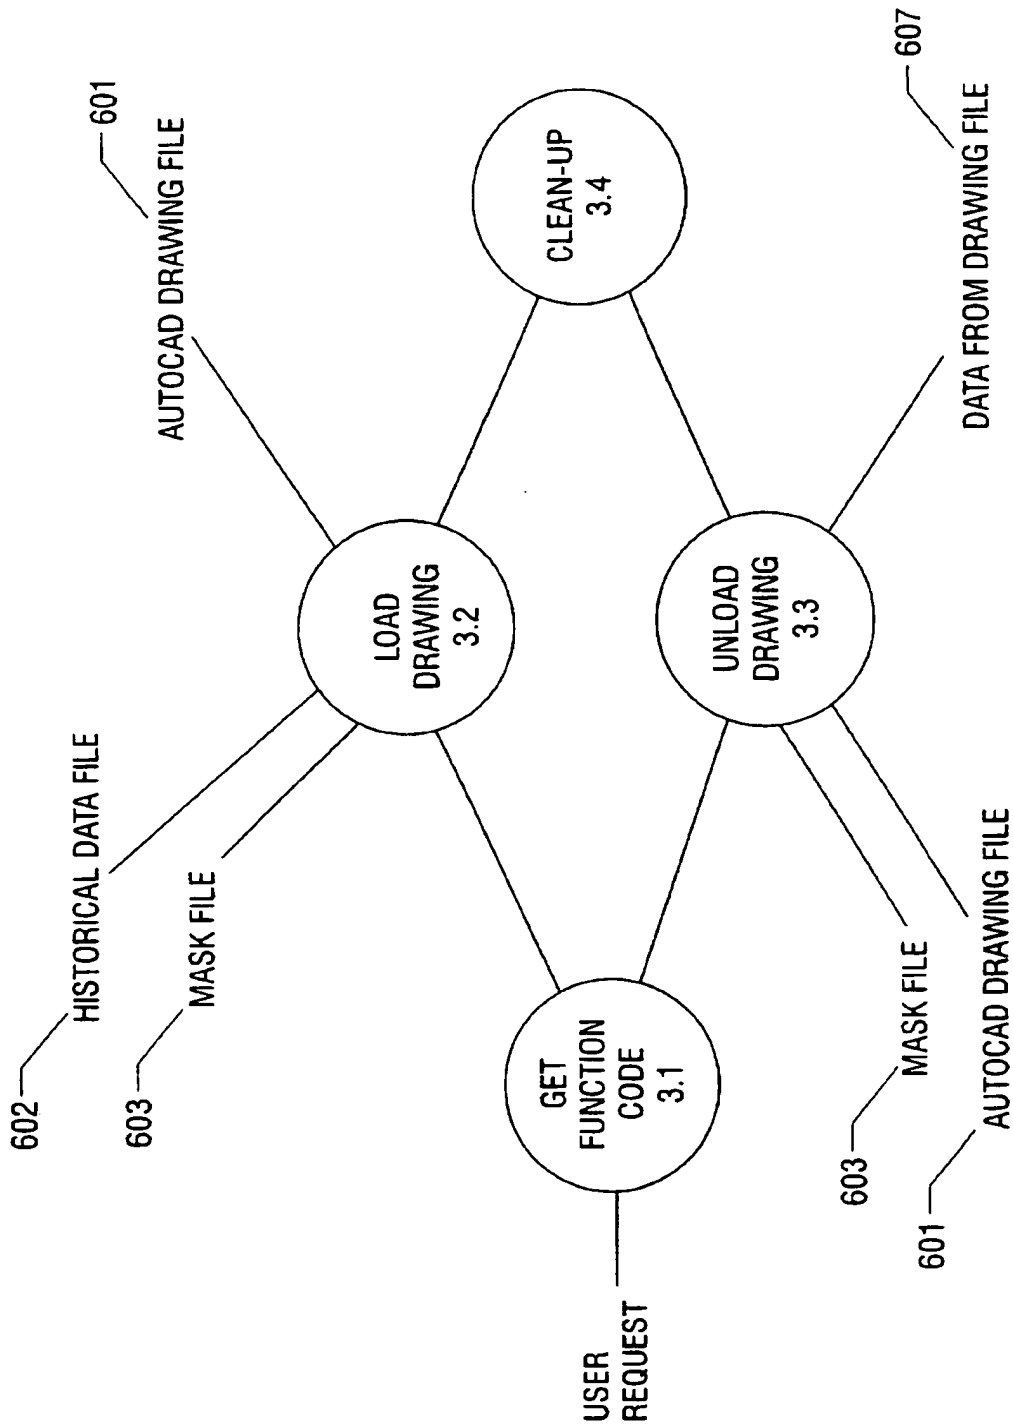 602
HISTORICAL DATA FILE
603
MASK FILE
601
AUTOCAD DRAWING FILE
LOAD
DRAWING
3.2
USER
REQUEST
GET
FUNCTION
CODE
3.1
CLEAN-UP
3.4
UNLOAD
DRAWING
3.3
603
MASK FILE
601
AUTOCAD DRAWING FILE
607
DATA FROM DRAWING FILE